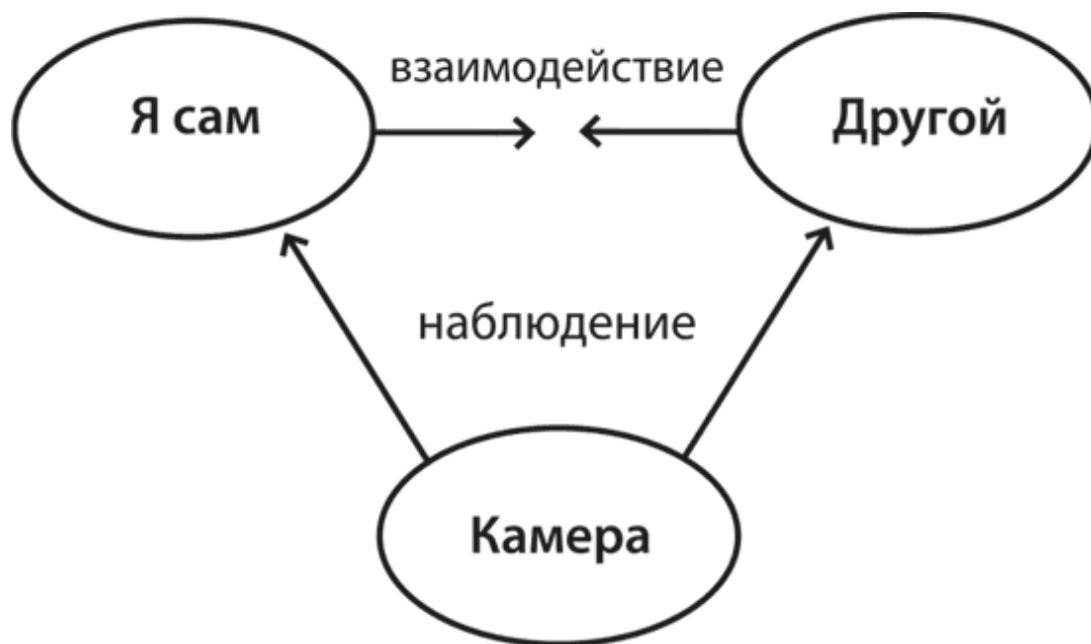 взаимодействие
Я сам
Другой
наблюдение
Камера